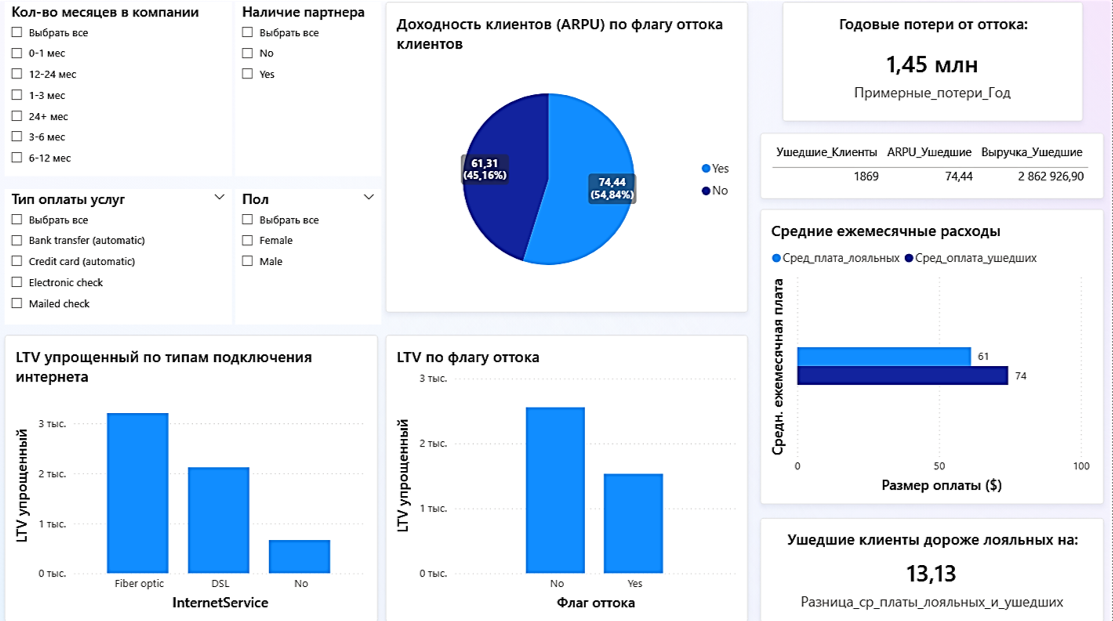 Кол-во месяцев в компании
Выбрать все
0-1 мес
12-24 мес
1-3 мес
24+ мес
3-6 мес
6-12 мес
Наличие партнера
Выбрать все
No
Yes
Тип оплаты услуг
Выбрать все
Bank transfer (automatic)
Credit card (automatic)
Electronic check
Mailed check
Пол
Выбрать все
Female
Male
Доходность клиентов (ARPU) по флагу оттока
клиентов
61,31
(45,16%)
74,44
(54,84%)
Yes
No
Годовые потери от оттока:
1,45 млн
Примерные_потери_Год
Ушедшие_Клиенты ARPU_Ушедшие Выручка_Ушедшие
1869 74,44 2 862 926,90
Средние ежемесячные расходы
Сред_плата_лояльных Сред_оплата_ушедших
Средн. ежемесячная плата
61
74
0 50 100
Размер оплаты ($)
LTV упрощенный по типам подключения
интернета
LTV упрощенный
3 тыс.
2 тыс.
1 тыс.
0 тыс.
Fiber optic DSL No
InternetService
LTV по флагу оттока
LTV упрощенный
3 тыс.
2 тыс.
1 тыс.
0 тыс.
No Yes
Флаг оттока
Ушедшие клиенты дороже лояльных на:
13,13
Разница_ср_платы_лояльных_и_ушедших